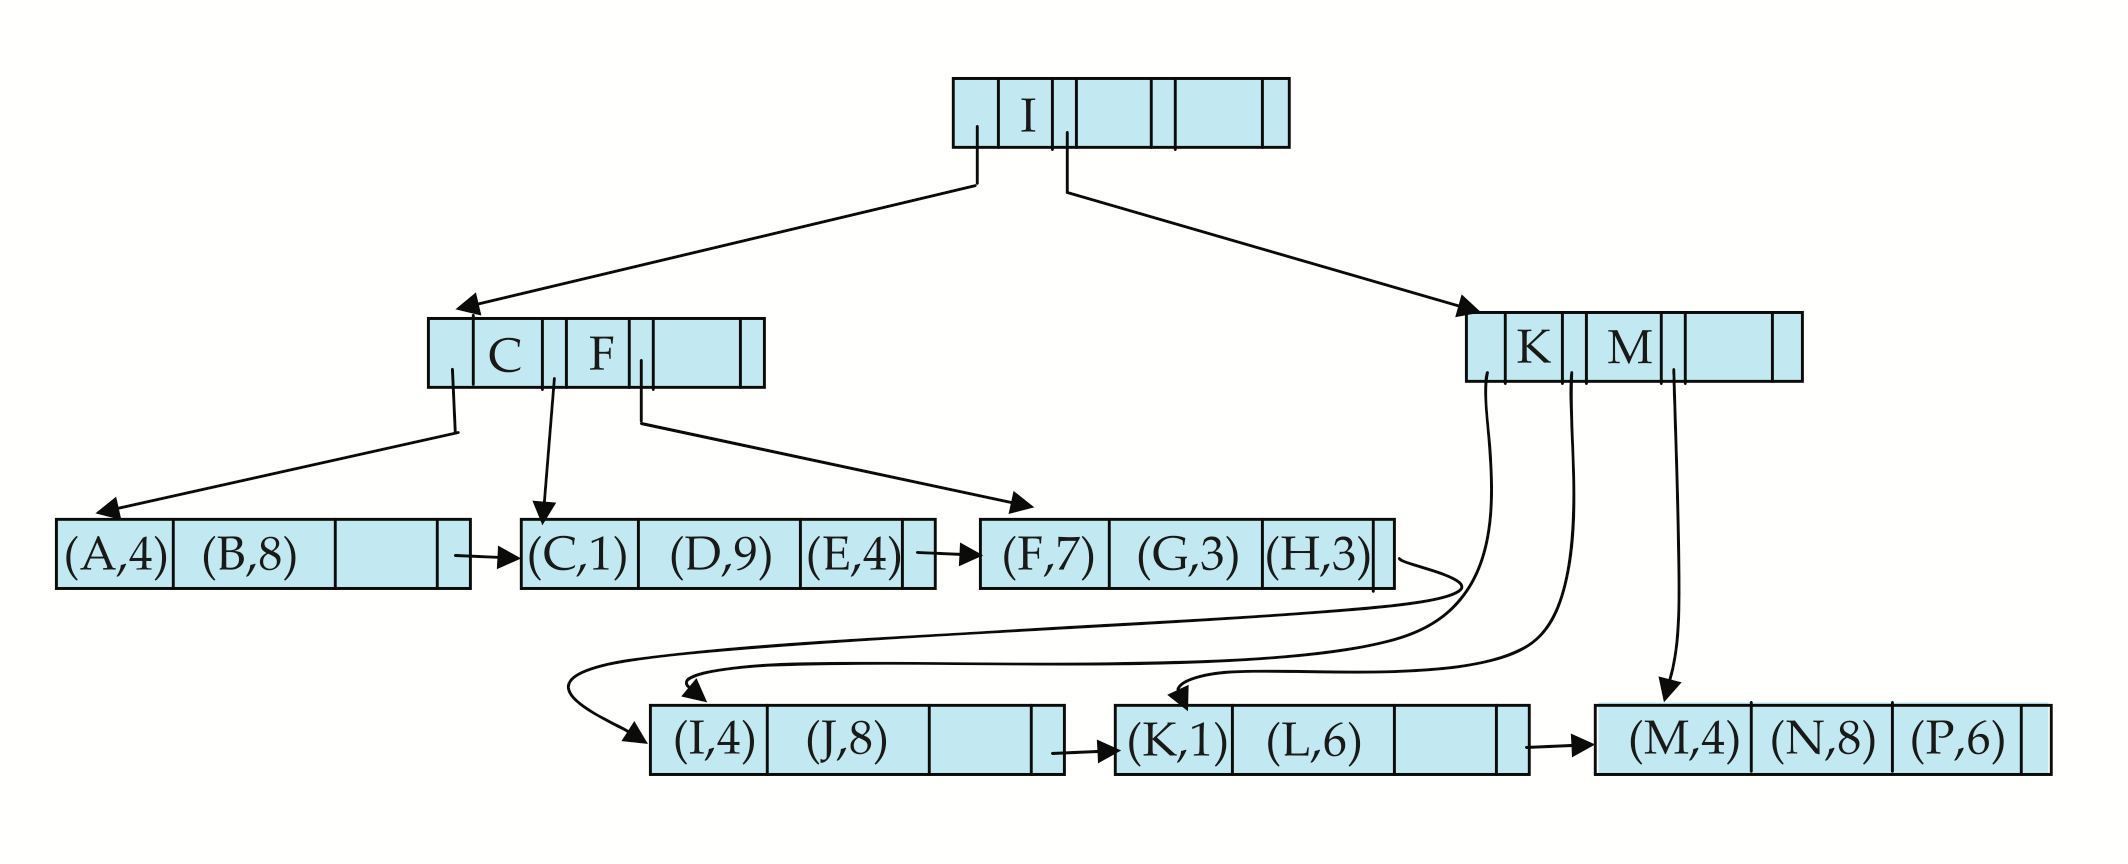 I
C F
K M
(A,4) (B,8) (C,1) (D,9) (E,4) (F,7) (G,3) (H,3)
(I,4) (J,8) (K,1) (L,6) (M,4) (N,8) (P,6)